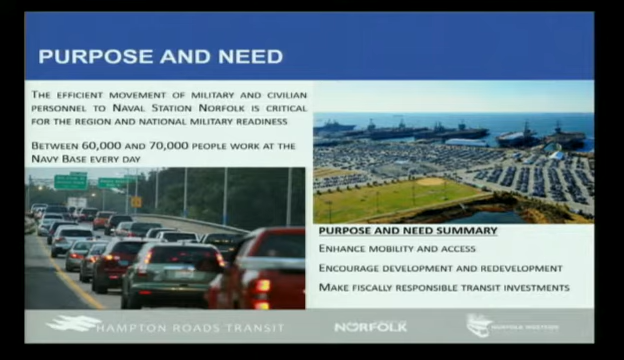 PURPOSE AND NEED
THE EFFICIENT MOVEMENT OF MILITARY AND CIVILIAN
PERSONNEL TO NAVAL STATION NORFOLK IS CRITICAL
FOR THE REGION AND NATIONAL MILITARY READINESS
BETWEEN 60,000 AND 70,000 PEOPLE WORK AT THE
NAVY BASE EVERY DAY
PURPOSE AND NEED SUMMARY
ENHANCE MOBILITY AND ACCESS
ENCOURAGE DEVELOPMENT AND REDEVELOPMENT
MAKE FISCALLY RESPONSIBLE TRANSIT INVESTMENTS
HAMPTON ROADS TRANSIT
NORFOLK